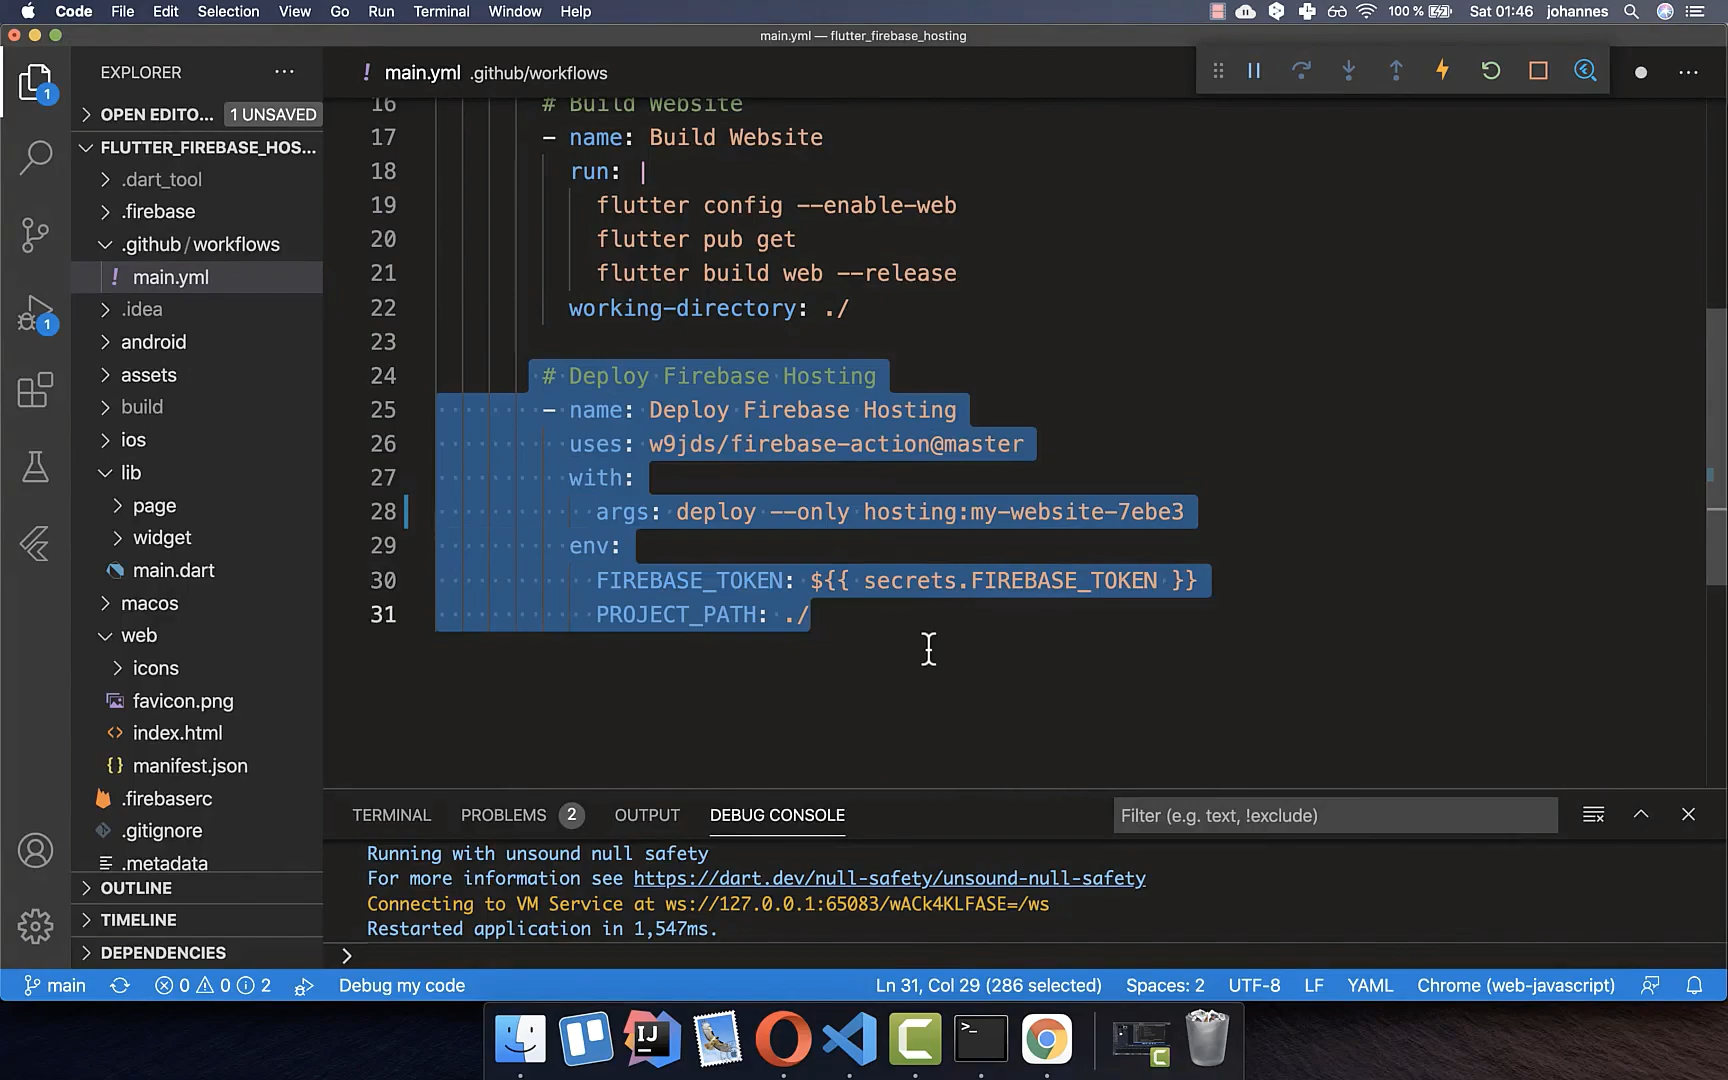 Code File Edit Selection View Go Run Terminal Window Help 100 % Sat 01:46 johannes
main.yml — flutter_firebase_hosting
EXPLORER
OPEN EDITO... 1 UNSAVED
FLUTTER_FIREBASE_HOS...
.dart_tool
.firebase
.github/workflows
! main.yml
.idea
android
assets
build
ios
lib
page
widget
main.dart
macos
web
icons
favicon.png
index.html
manifest.json
.firebaserc
.gitignore
.metadata
OUTLINE
TIMELINE
DEPENDENCIES
1
1
! main.yml .github/workflows
16 # Build Website
17 - name: Build Website
18 run: |
19 flutter config --enable-web
20 flutter pub get
21 flutter build web --release
22 working-directory: ./
23
24 # Deploy Firebase Hosting
25 - name: Deploy Firebase Hosting
26 uses: w9jds/firebase-action@master
27 with:
28 args: deploy --only hosting:my-website-7ebe3
29 env:
30 FIREBASE_TOKEN: ${{ secrets.FIREBASE_TOKEN }}
31 PROJECT_PATH: ./
TERMINAL PROBLEMS 2 OUTPUT DEBUG CONSOLE Filter (e.g. text, !exclude)
Running with unsound null safety
For more information see https://dart.dev/null-safety/unsound-null-safety
Connecting to VM Service at ws://127.0.0.1:65083/wACk4KLFASE=/ws
Restarted application in 1,547ms.
>
main 0 0 2 Debug my code Ln 31, Col 29 (286 selected) Spaces: 2 UTF-8 LF YAML Chrome (web-javascript)
IJ
>_
C
C